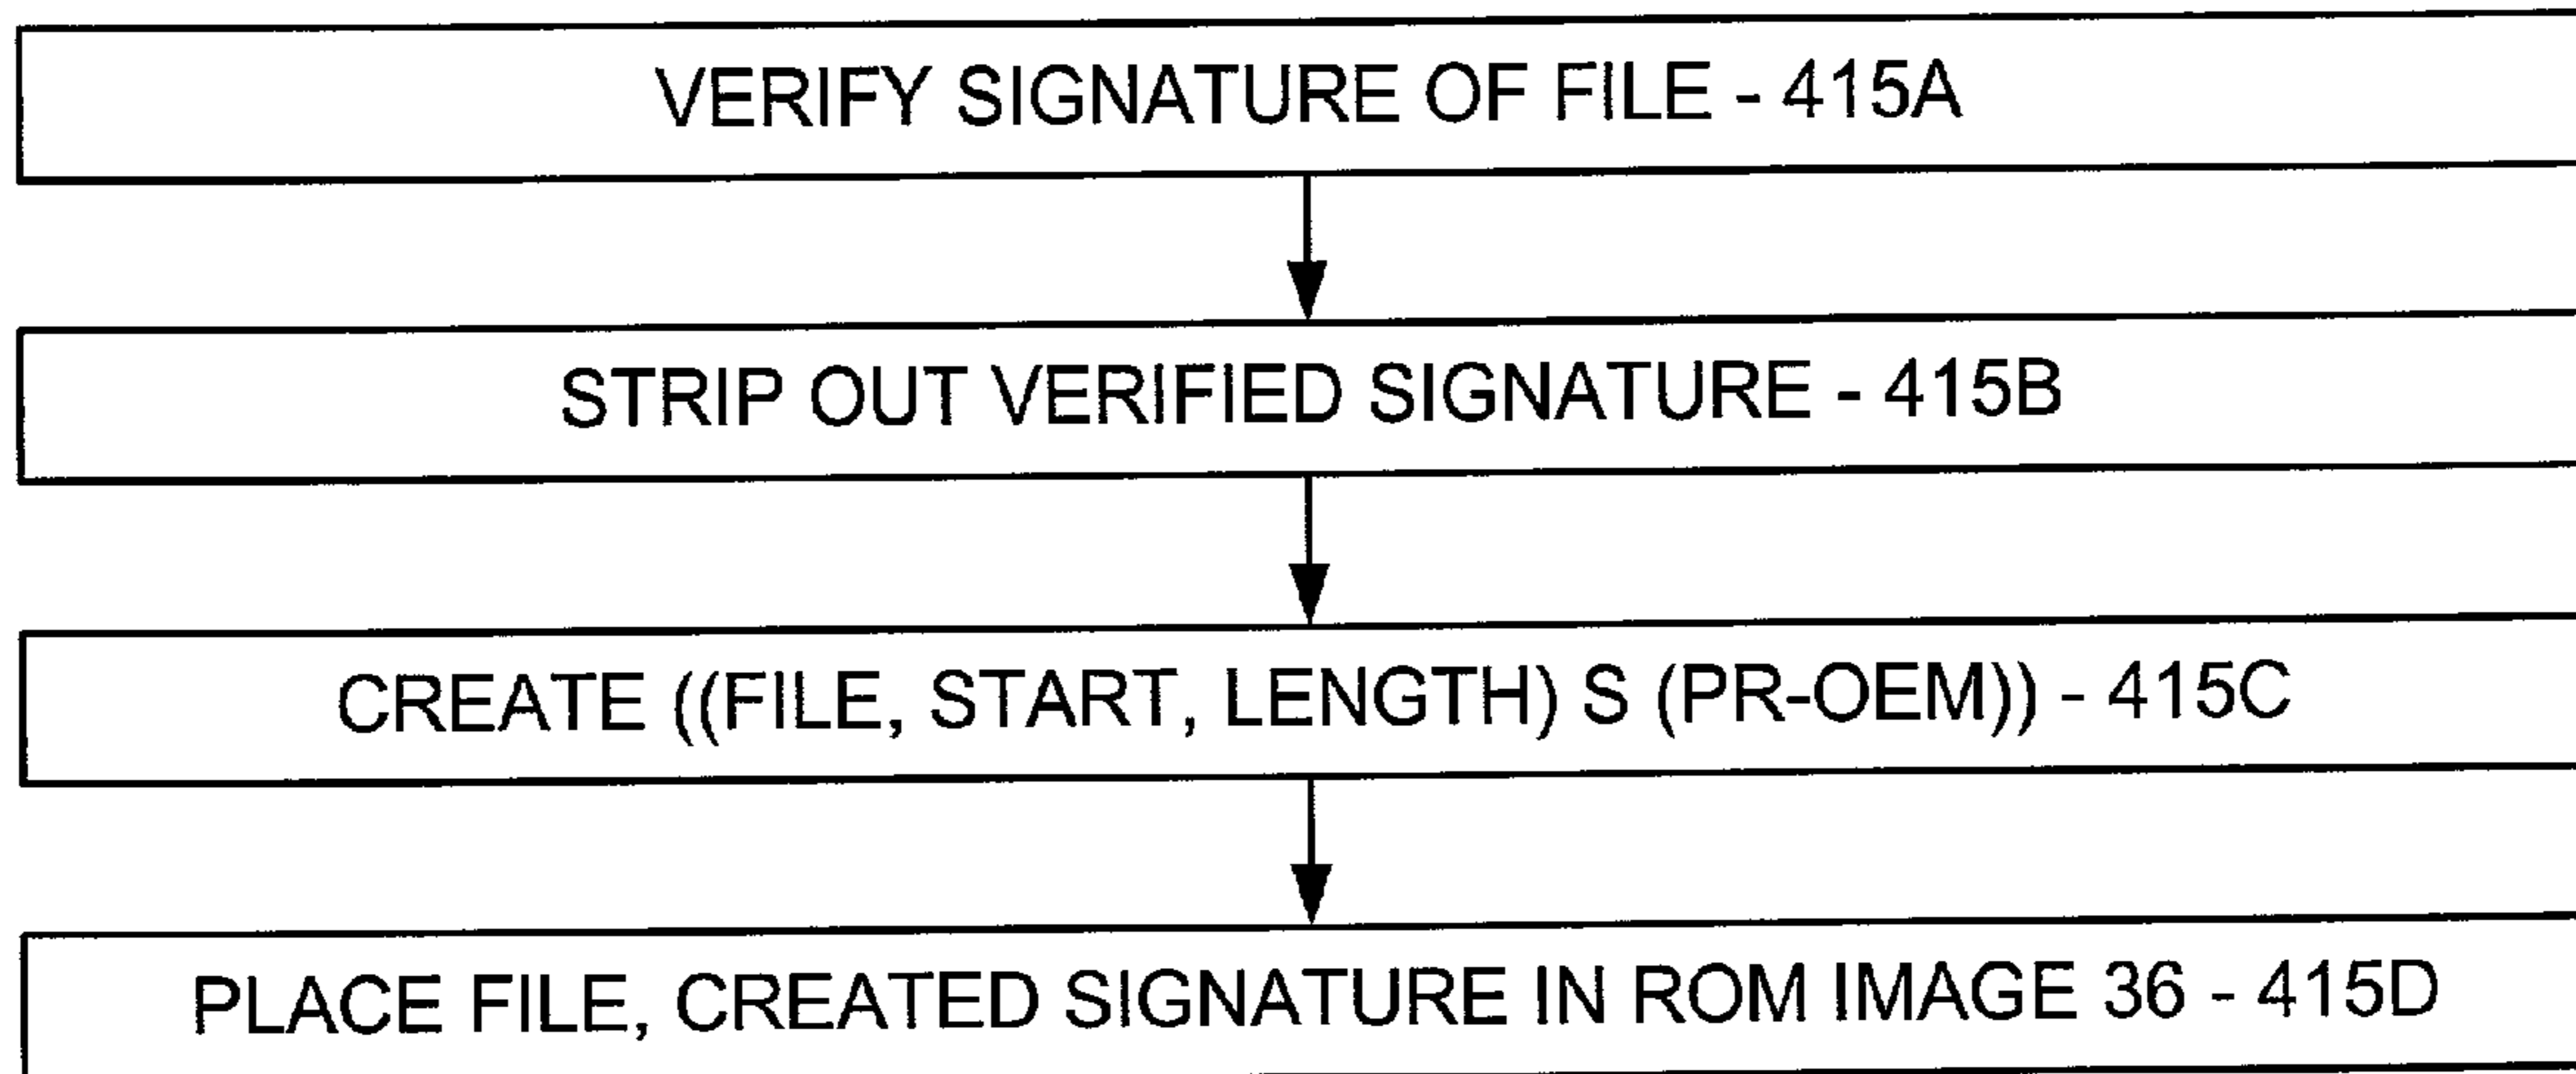 VERIFY SIGNATURE OF FILE - 415A
STRIP OUT VERIFIED SIGNATURE - 415B
CREATE ((FILE, START, LENGTH) S (PR-OEM)) - 415C
PLACE FILE, CREATED SIGNATURE IN ROM IMAGE 36 - 415D